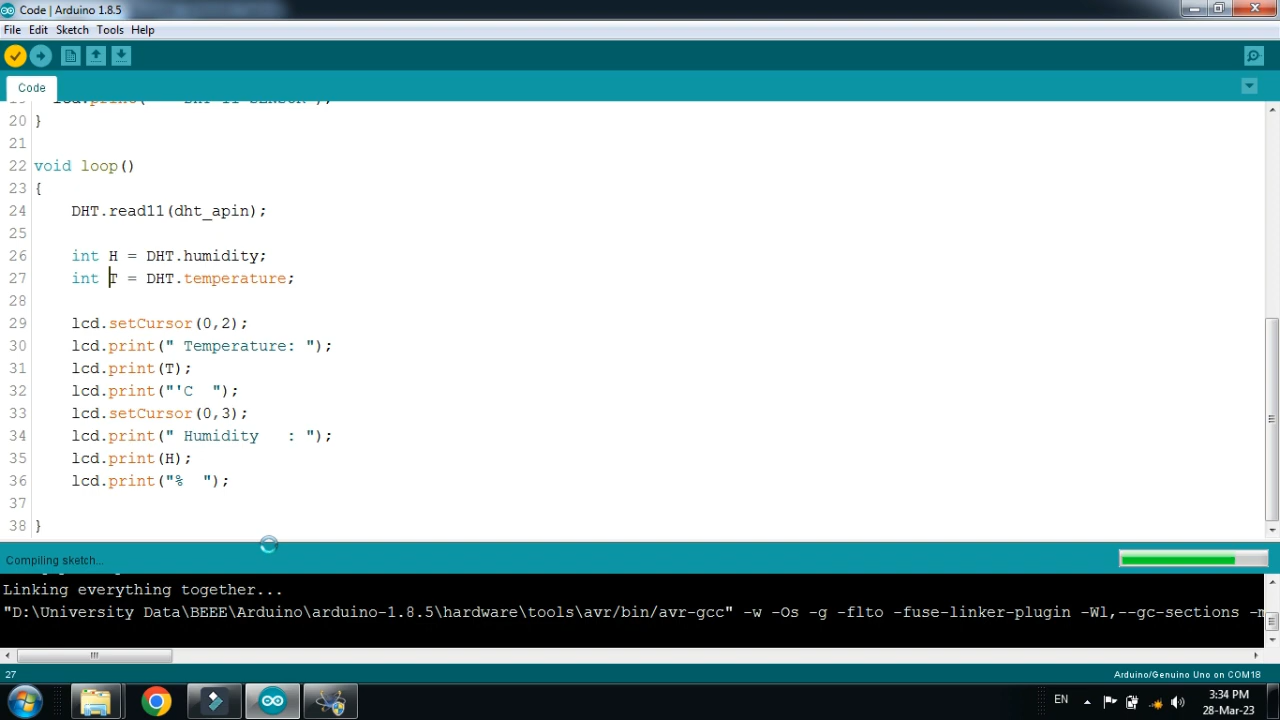 Code | Arduino 1.8.5
File Edit Sketch Tools Help
Code
20 }
21
22 void loop()
23 {
24 DHT.read11(dht_apin);
25
26 int H = DHT.humidity;
27 int T = DHT.temperature;
28
29 lcd.setCursor(0,2);
30 lcd.print(" Temperature: ");
31 lcd.print(T);
32 lcd.print("'C  ");
33 lcd.setCursor(0,3);
34 lcd.print(" Humidity   : ");
35 lcd.print(H);
36 lcd.print("%  ");
37
38 }
Compiling sketch...
Linking everything together...
"D:\University Data\BEEE\Arduino\arduino-1.8.5\hardware\tools\avr/bin/avr-gcc" -w -Os -g -flto -fuse-linker-plugin -Wl,--gc-sections
27
Arduino/Genuino Uno on COM18
EN
3:34 PM
28-Mar-23